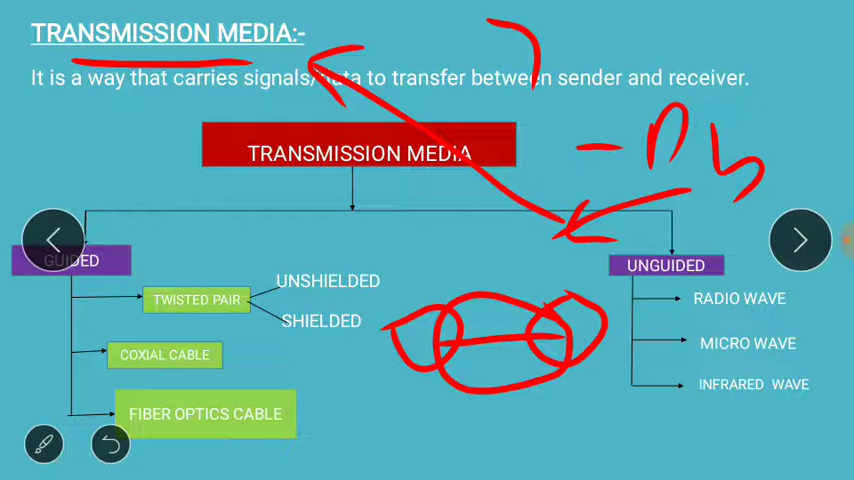 TRANSMISSION MEDIA:-
It is a way that carries signals/data to transfer between sender and receiver.
TRANSMISSION MEDIA
GUIDED
UNGUIDED
TWISTED PAIR
UNSHIELDED
SHIELDED
COXIAL CABLE
FIBER OPTICS CABLE
RADIO WAVE
MICRO WAVE
INFRARED WAVE